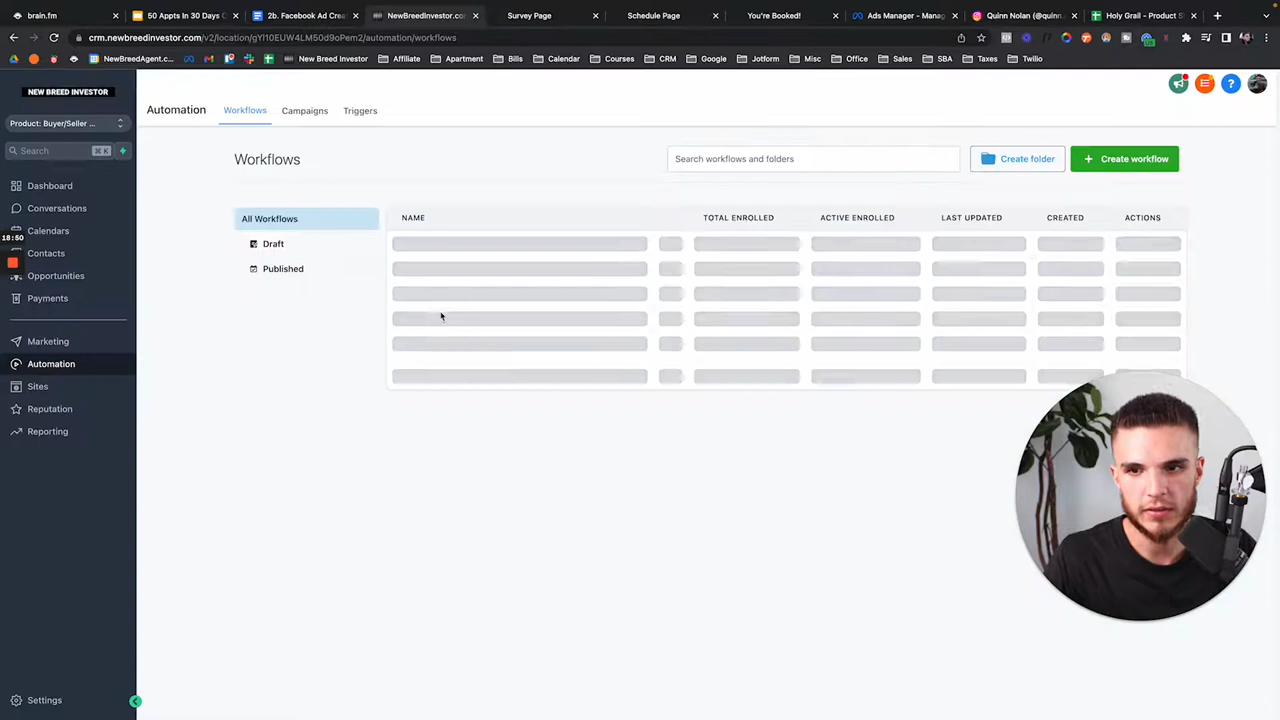 brain.fm
50 Appts In 30 Days C
2b. Facebook Ad Crea
NewBreedInvestor.co
Survey Page
Schedule Page
You're Booked!
Ads Manager - Manag
Quinn Nolan (@quinn.
Holy Grail - Product S
crm.newbreedinvestor.com/v2/location/gYl10EUW4LM50d9oPem2/automation/workflows
NewBreedAgent.c...
New Breed Investor
Affiliate
Apartment
Bills
Calendar
Courses
CRM
Google
Jotform
Misc
Office
Sales
SBA
Taxes
Twilio
NEW BREED INVESTOR
Product: Buyer/Seller ...
Search
⌘ K
Dashboard
Conversations
Calendars
18:50
Contacts
Opportunities
Payments
Marketing
Automation
Sites
Reputation
Reporting
Settings
Automation
Workflows
Campaigns
Triggers
Workflows
Search workflows and folders
Create folder
+ Create workflow
All Workflows
Draft
Published
NAME
TOTAL ENROLLED
ACTIVE ENROLLED
LAST UPDATED
CREATED
ACTIONS